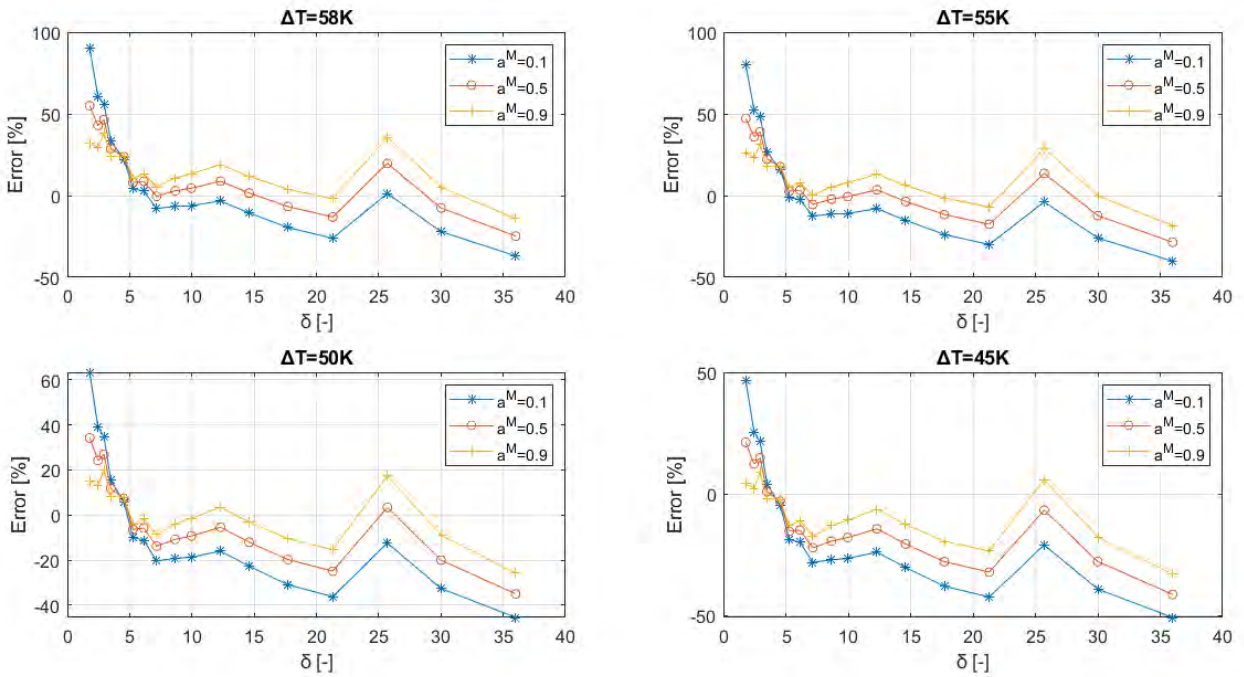 ΔT=58K
100
50
0
-50
Error [%]
0 5 10 15 20 25 30 35 40
δ [-]
a^M=0.1
a^M=0.5
a^M=0.9
ΔT=55K
100
50
0
-50
Error [%]
0 5 10 15 20 25 30 35 40
δ [-]
a^M=0.1
a^M=0.5
a^M=0.9
ΔT=50K
60
40
20
0
-20
-40
Error [%]
0 5 10 15 20 25 30 35 40
δ [-]
a^M=0.1
a^M=0.5
a^M=0.9
ΔT=45K
50
0
-50
Error [%]
0 5 10 15 20 25 30 35 40
δ [-]
a^M=0.1
a^M=0.5
a^M=0.9